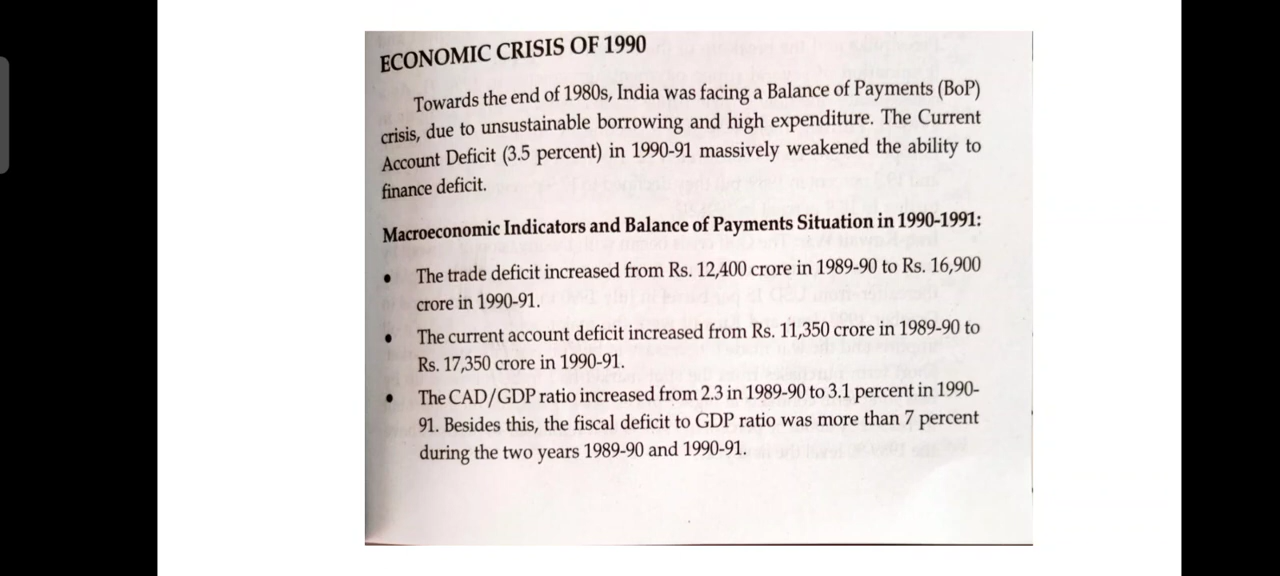 ECONOMIC CRISIS OF 1990
Towards the end of 1980s, India was facing a Balance of Payments (BoP)
crisis, due to unsustainable borrowing and high expenditure. The Current
Account Deficit (3.5 percent) in 1990-91 massively weakened the ability to
finance deficit.
Macroeconomic Indicators and Balance of Payments Situation in 1990-1991:
• The trade deficit increased from Rs. 12,400 crore in 1989-90 to Rs. 16,900
crore in 1990-91.
• The current account deficit increased from Rs. 11,350 crore in 1989-90 to
Rs. 17,350 crore in 1990-91.
• The CAD/GDP ratio increased from 2.3 in 1989-90 to 3.1 percent in 1990-
91. Besides this, the fiscal deficit to GDP ratio was more than 7 percent
during the two years 1989-90 and 1990-91.